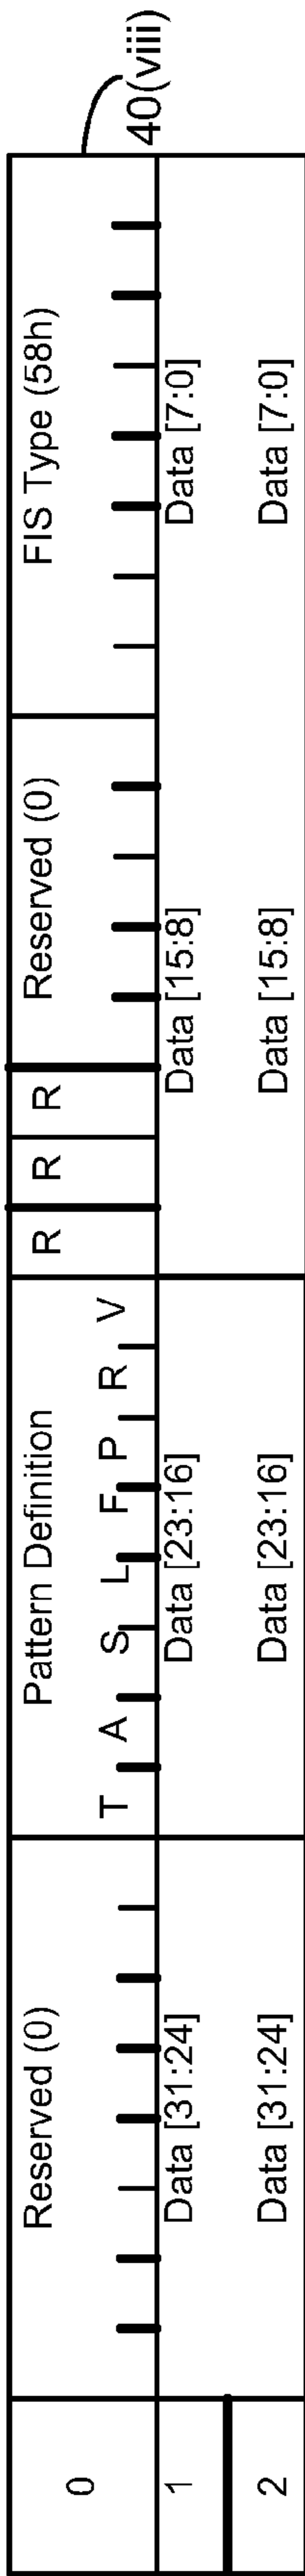 40(viii)
0 Reserved (0) Pattern Definition R R R Reserved (0) FIS Type (58h)
T A S L F P R V
1 Data [31:24] Data [23:16] Data [15:8] Data [7:0]
2 Data [31:24] Data [23:16] Data [15:8] Data [7:0]